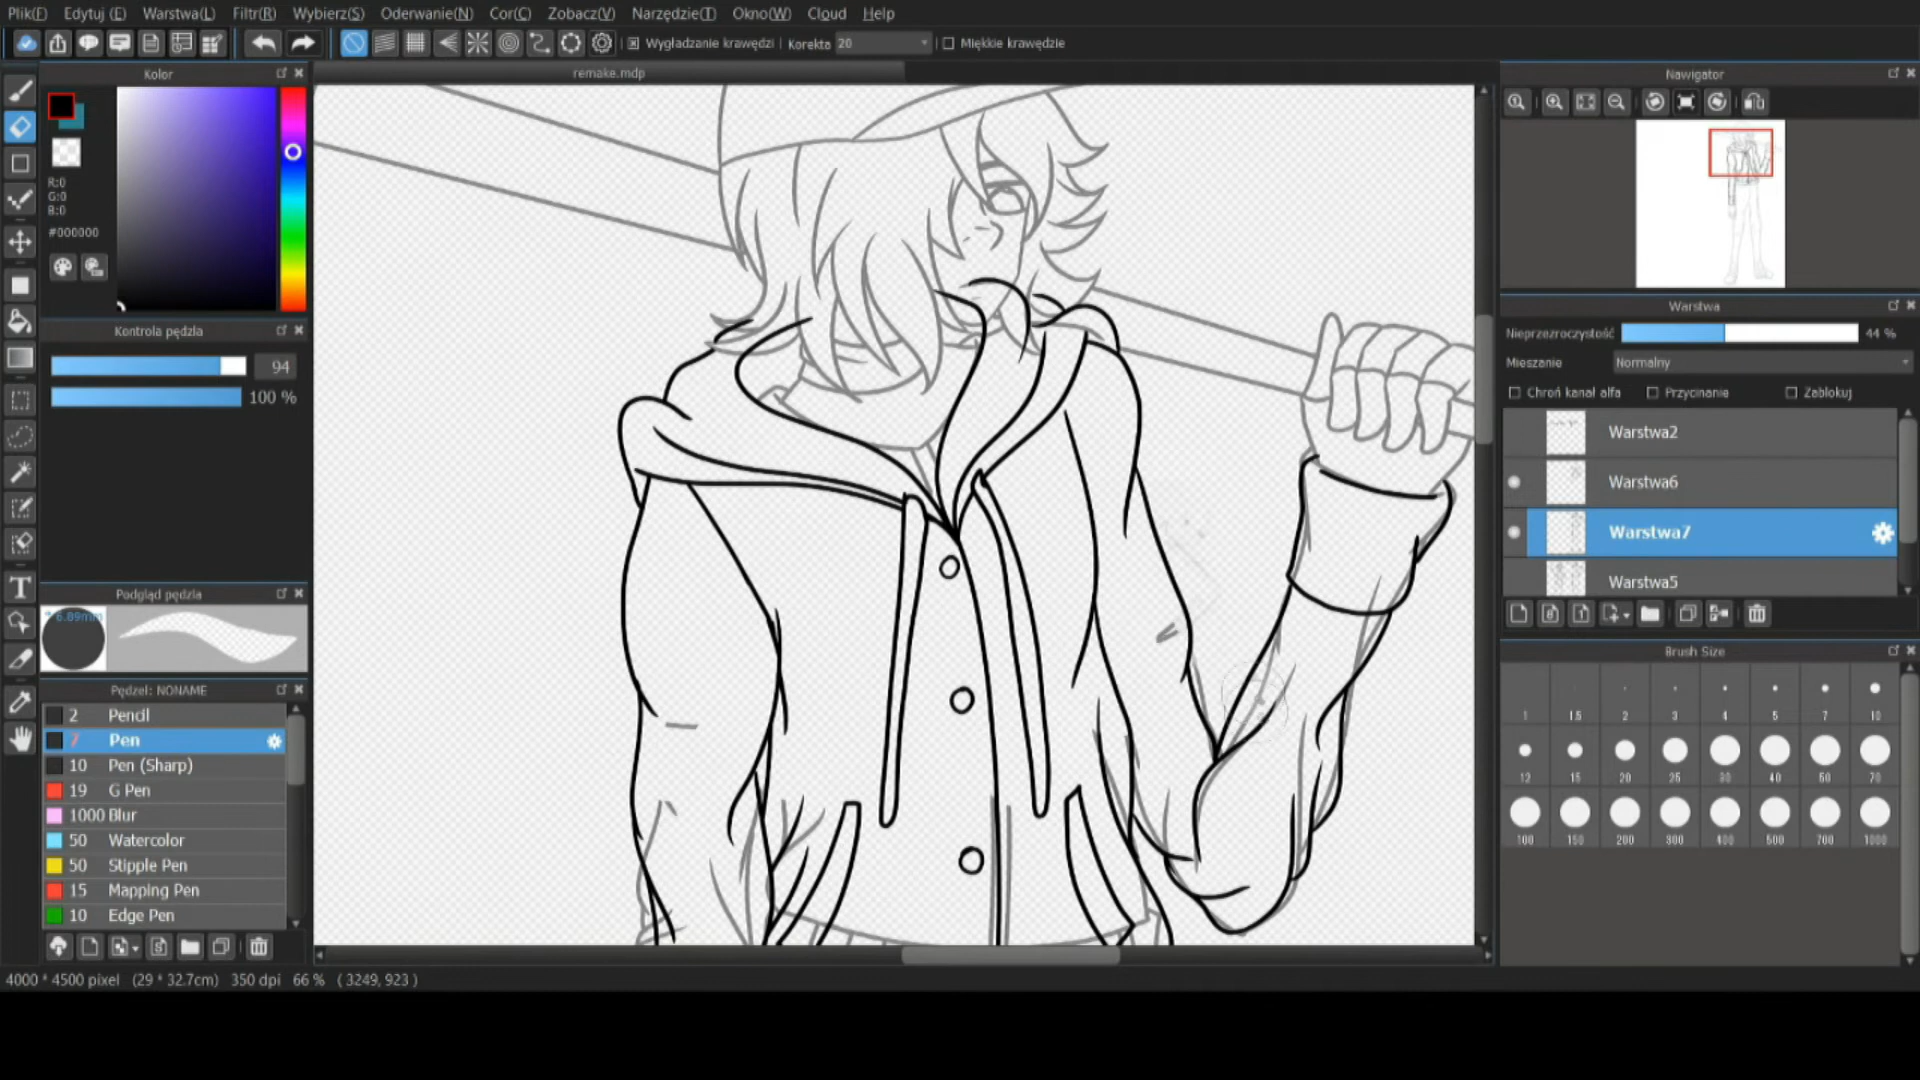 Plik(F) Edytuj (E) Warstwa(L) Filtr(R) Wybierz(S) Oderwanie(N) Cor(C) Zobacz(V) Narzędzie(T) Okno(W) Cloud Help
Wygładzanie krawędzi Korekta 20 Miękkie krawędzie
Kolor
remake.mdp
Nawigator
R:0
G:0
B:0
#000000
Kontrola pędzla
94
100 %
Warstwa
Nieprzezroczystość 44 %
Mieszanie Normalny
Chroń kanał alfa Przycinanie Zablokuj
Warstwa2
Warstwa6
Warstwa7
Warstwa5
Podgląd pędzla
* 6.89mm
Pędzel: NONAME
2 Pencil
7 Pen
10 Pen (Sharp)
19 G Pen
1000 Blur
50 Watercolor
50 Stipple Pen
15 Mapping Pen
10 Edge Pen
Brush Size
1 1.5 2 3 4 5 7 10
12 15 20 25 30 40 50 70
100 150 200 300 400 500 700 1000
4000 * 4500 pixel (29 * 32.7cm) 350 dpi 66 % ( 3249, 923 )